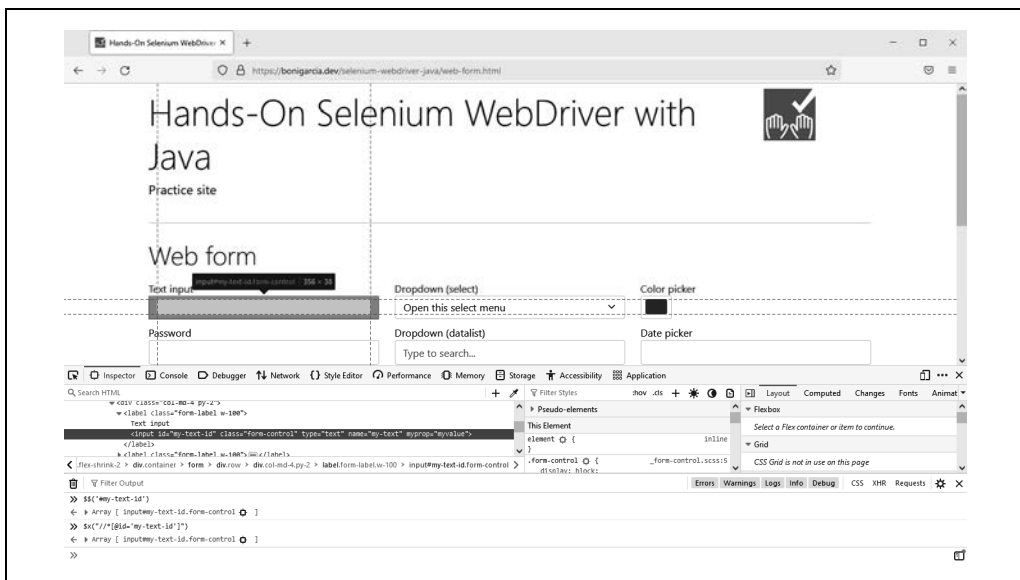 Hands-On Selenium WebDriver ×
https://bonigarcia.dev/selenium-webdriver-java/web-form.html
Hands-On Selenium WebDriver with
Java
Practice site
Web form
input#my-text-id.form-control 356 × 38
Text input Dropdown (select) Color picker
Open this select menu
Password Dropdown (datalist) Date picker
Type to search...
Inspector Console Debugger Network {} Style Editor Performance Memory Storage Accessibility Application
Search HTML Filter Styles :hov .cls Layout Computed Changes Fonts Animat
<div class="col-md-4 py-2"> Pseudo-elements Flexbox
<label class="form-label w-100"> This Element Select a Flex container or item to continue.
Text input element { inline
<input id="my-text-id" class="form-control" type="text" name="my-text" myprop="myvalue"> } Grid
</label> .form-control { _form-control.scss:5 CSS Grid is not in use on this page
<label class="form-label w-100"> </label> display: block;
.flex-shrink-2 > div.container > form > div.row > div.col-md-4.py-2 > label.form-label.w-100 > input#my-text-id.form-control
Filter Output Errors Warnings Logs Info Debug CSS XHR Requests
>> $$('#my-text-id')
Array [ input#my-text-id.form-control ]
>> $x("//*[@id='my-text-id']")
Array [ input#my-text-id.form-control ]
>>